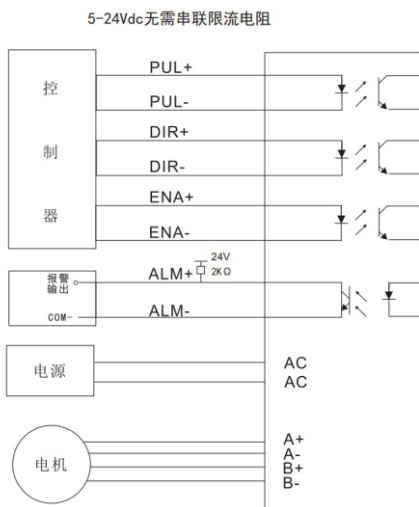 5-24Vdc无需串联限流电阻
控制器
PUL+
PUL-
DIR+
DIR-
ENA+
ENA-
24V
2KΩ
报警
输出
ALM+
COM-
ALM-
电源
AC
AC
电机
A+
A-
B+
B-